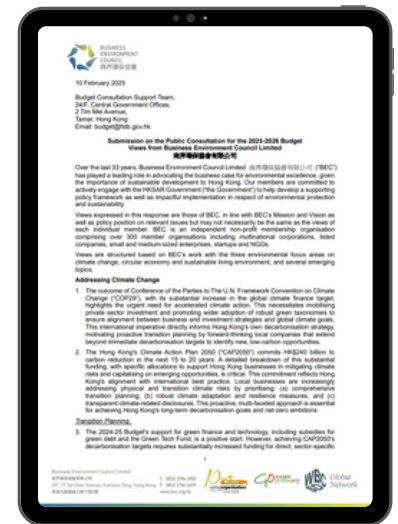 BUSINESS
ENVIRONMENT
COUNCIL
商界環保協會
10 February 2025
Budget Consultation Support Team,
24/F, Central Government Offices,
2 Tim Mei Avenue,
Tamar, Hong Kong
Email: budget@fstb.gov.hk
Submission on the Public Consultation for the 2025-2026 Budget
Views from Business Environment Council Limited
商界環保協會有限公司
Over the last 33 years, Business Environment Council Limited 商界環保協會有限公司 ("BEC")
has played a leading role in advocating the business case for environmental excellence, given
the importance of sustainable development to Hong Kong. Our members are committed to
actively engage with the HKSAR Government ("the Government") to help develop a supporting
policy framework as well as impactful implementation in respect of environmental protection
and sustainability.
Views expressed in this response are those of BEC, in line with BEC's Mission and Vision as
well as policy position on relevant issues but may not necessarily be the same as the views of
each individual member. BEC is an independent non-profit membership organisation
comprising over 300 member organisations including multinational corporations, listed
companies, small and medium-sized enterprises, startups and NGOs.
Views are structured based on BEC's work with the three environmental focus areas on
climate change, circular economy and sustainable living environment, and several emerging
topics.
Addressing Climate Change
1. The outcome of Conference of the Parties to The U.N. Framework Convention on Climate
Change ("COP29"), with its substantial increase in the global climate finance target,
highlights the urgent need for accelerated climate action. This necessitates mobilising
private sector investment and promoting wider adoption of robust green taxonomies to
ensure alignment between business and investment strategies and global climate goals.
This international imperative directly informs Hong Kong's own decarbonisation strategy,
motivating proactive transition planning by forward-looking local companies that extend
beyond immediate decarbonisation targets to identify new, low-carbon opportunities.
2. The Hong Kong's Climate Action Plan 2050 ("CAP2050") commits HK$240 billion to
carbon reduction in the next 15 to 20 years. A detailed breakdown of this substantial
funding, with specific allocations to support Hong Kong businesses in mitigating climate
risks and capitalising on emerging opportunities, is critical. This commitment reflects Hong
Kong's alignment with international best practice. Local businesses are increasingly
addressing physical and transition climate risks by prioritising: (a) comprehensive
transition planning, (b) robust climate adaptation and resilience measures, and (c)
transparent climate-related disclosures. This proactive, multi-faceted approach is essential
for achieving Hong Kong's long-term decarbonisation goals and net-zero ambitions.
Transition Planning
3. The 2024-25 Budget's support for green finance and technology, including subsidies for
green debt and the Green Tech Fund, is a positive start. However, achieving CAP2050's
decarbonisation targets requires substantially increased funding for direct, sector-specific
1
Business Environment Council Limited
商界環保協會有限公司
Global
Network